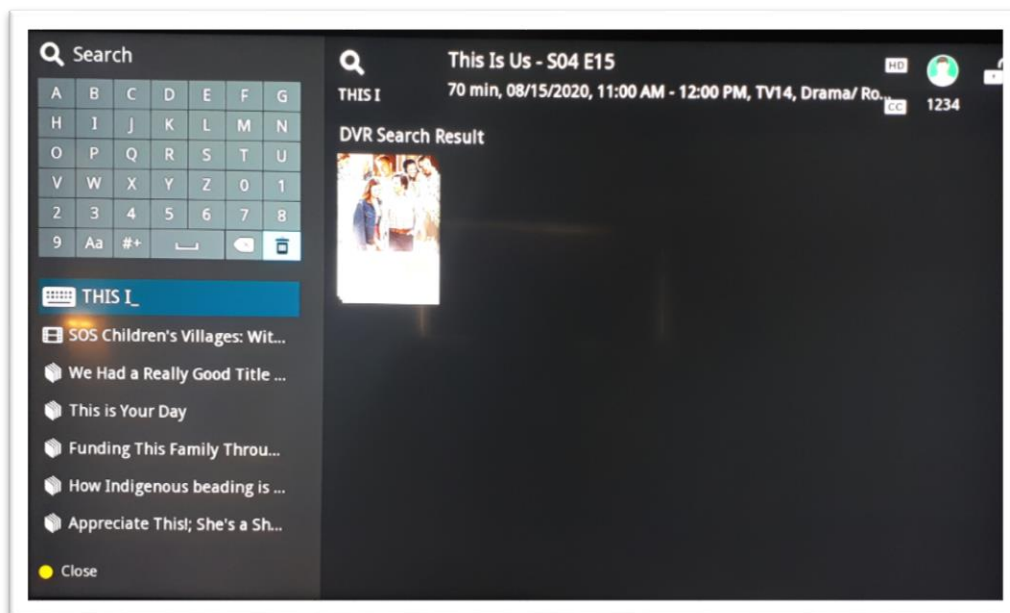 Search
A B C D E F G
H I J K L M N
O P Q R S T U
V W X Y Z 0 1
2 3 4 5 6 7 8
9 Aa #+
THIS I_
SOS Children's Villages: Wit...
We Had a Really Good Title ...
This is Your Day
Funding This Family Throu...
How Indigenous beading is ...
Appreciate This!; She's a Sh...
Close
THIS I
This Is Us - S04 E15
70 min, 08/15/2020, 11:00 AM - 12:00 PM, TV14, Drama/ Ro...
HD
CC
1234
DVR Search Result